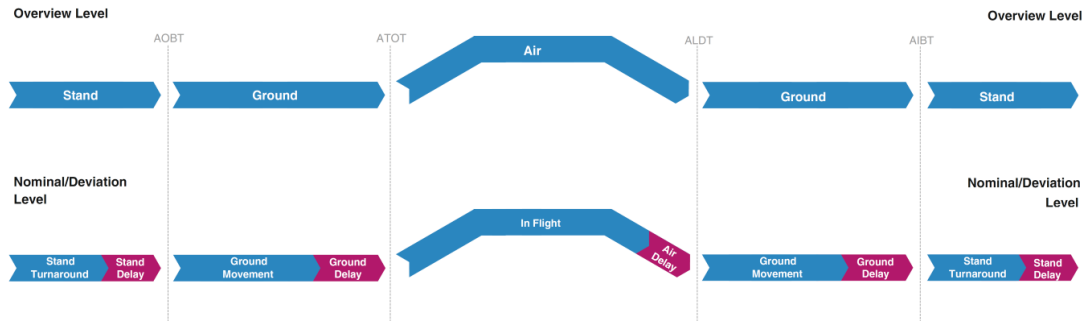 Overview Level
Overview Level
AOBT
ATOT
ALDT
AIBT
Air
Stand
Ground
Ground
Stand
Nominal/Deviation
Level
Nominal/Deviation
Level
In Flight
Stand
Turnaround
Stand
Delay
Ground
Movement
Ground
Delay
Air
Delay
Ground
Movement
Ground
Delay
Stand
Turnaround
Stand
Delay